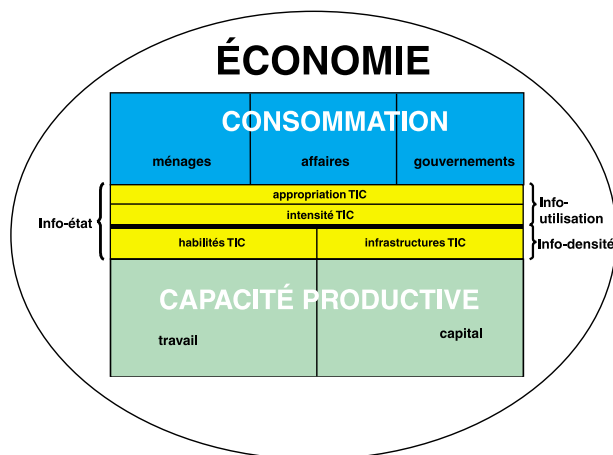 ÉCONOMIE
CONSOMMATION
ménages
affaires
gouvernements
appropriation TIC
intensité TIC
Info-état
Info-
utilisation
habilités TIC
infrastructures TIC
Info-densité
CAPACITÉ PRODUCTIVE
travail
capital